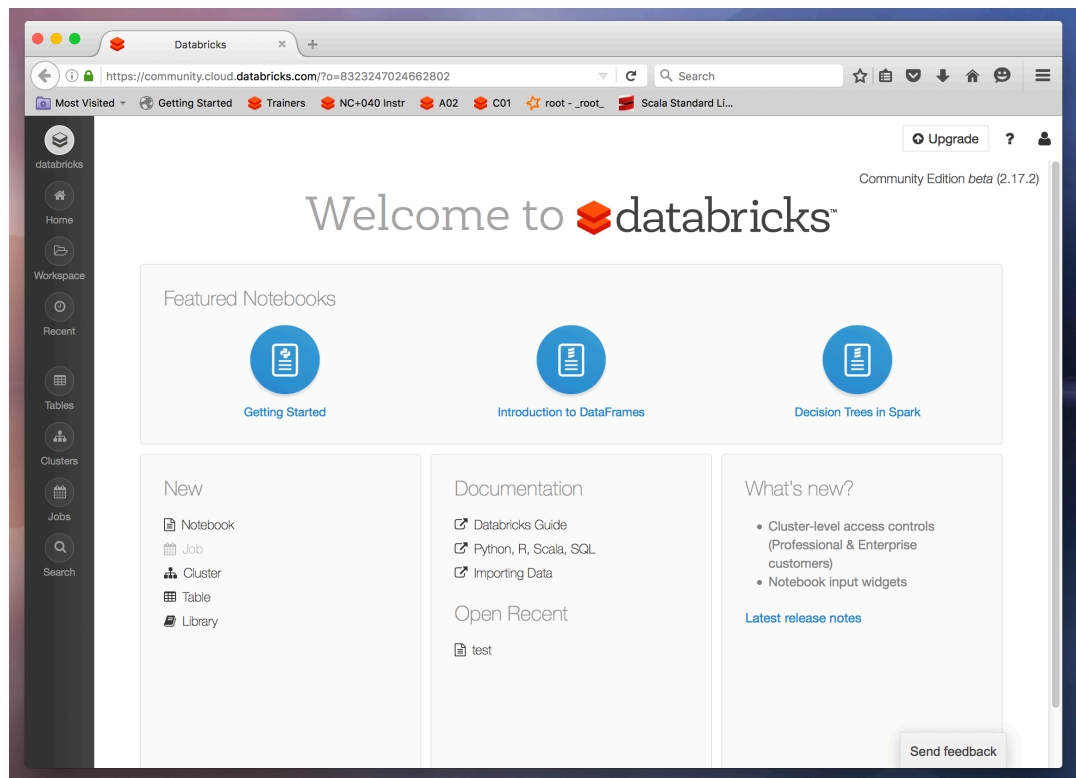 Databricks
https://community.cloud.databricks.com/?o=8323247024662802
Search
Most Visited
Getting Started
Trainers
NC+040 Instr
A02
C01
root - _root_
Scala Standard Li...
databricks
Home
Workspace
Recent
Tables
Clusters
Jobs
Search
Upgrade
?
Community Edition beta (2.17.2)
Welcome to databricks™
Featured Notebooks
Getting Started
Introduction to DataFrames
Decision Trees in Spark
New
Notebook
Job
Cluster
Table
Library
Documentation
Databricks Guide
Python, R, Scala, SQL
Importing Data
Open Recent
test
What's new?
• Cluster-level access controls
(Professional & Enterprise
customers)
• Notebook input widgets
Latest release notes
Send feedback